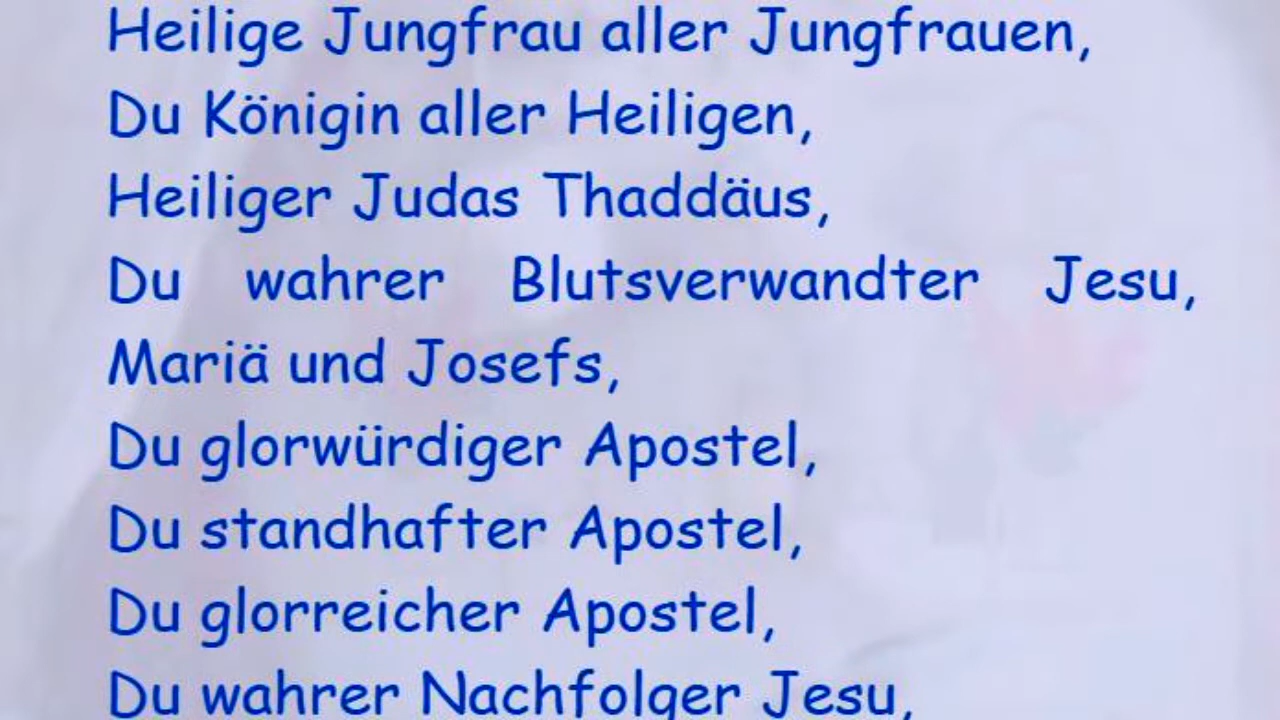 Heilige Jungfrau aller Jungfrauen,
Du Königin aller Heiligen,
Heiliger Judas Thaddäus,
Du wahrer Blutsverwandter Jesu,
Mariä und Josefs,
Du glorwürdiger Apostel,
Du standhafter Apostel,
Du glorreicher Apostel,
Du wahrer Nachfolger Jesu,